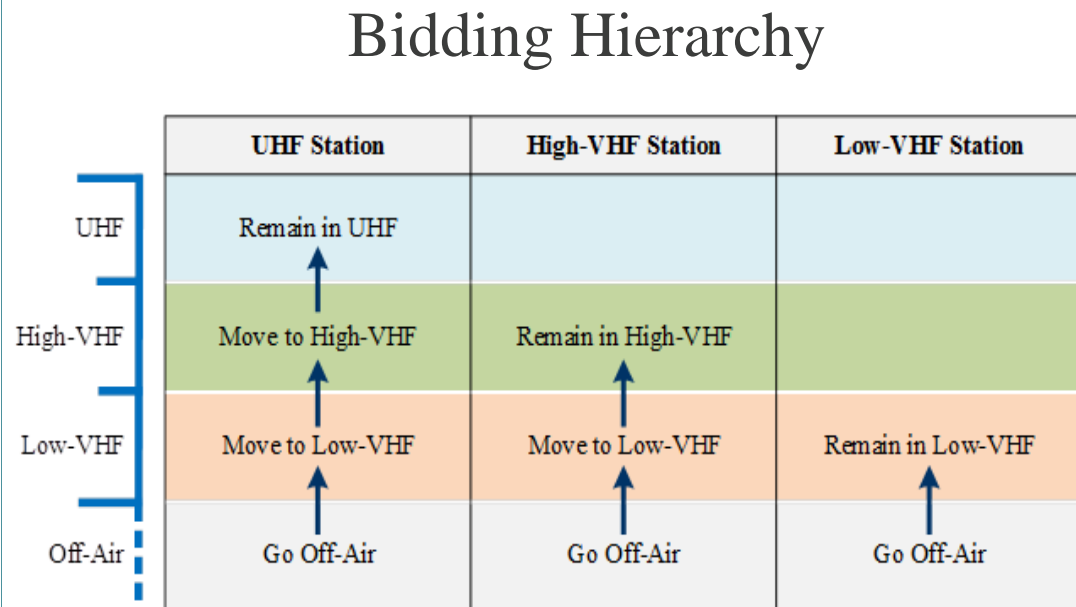 Bidding Hierarchy
UHF Station High-VHF Station Low-VHF Station
UHF Remain in UHF
High-VHF Move to High-VHF Remain in High-VHF
Low-VHF Move to Low-VHF Move to Low-VHF Remain in Low-VHF
Off-Air Go Off-Air Go Off-Air Go Off-Air